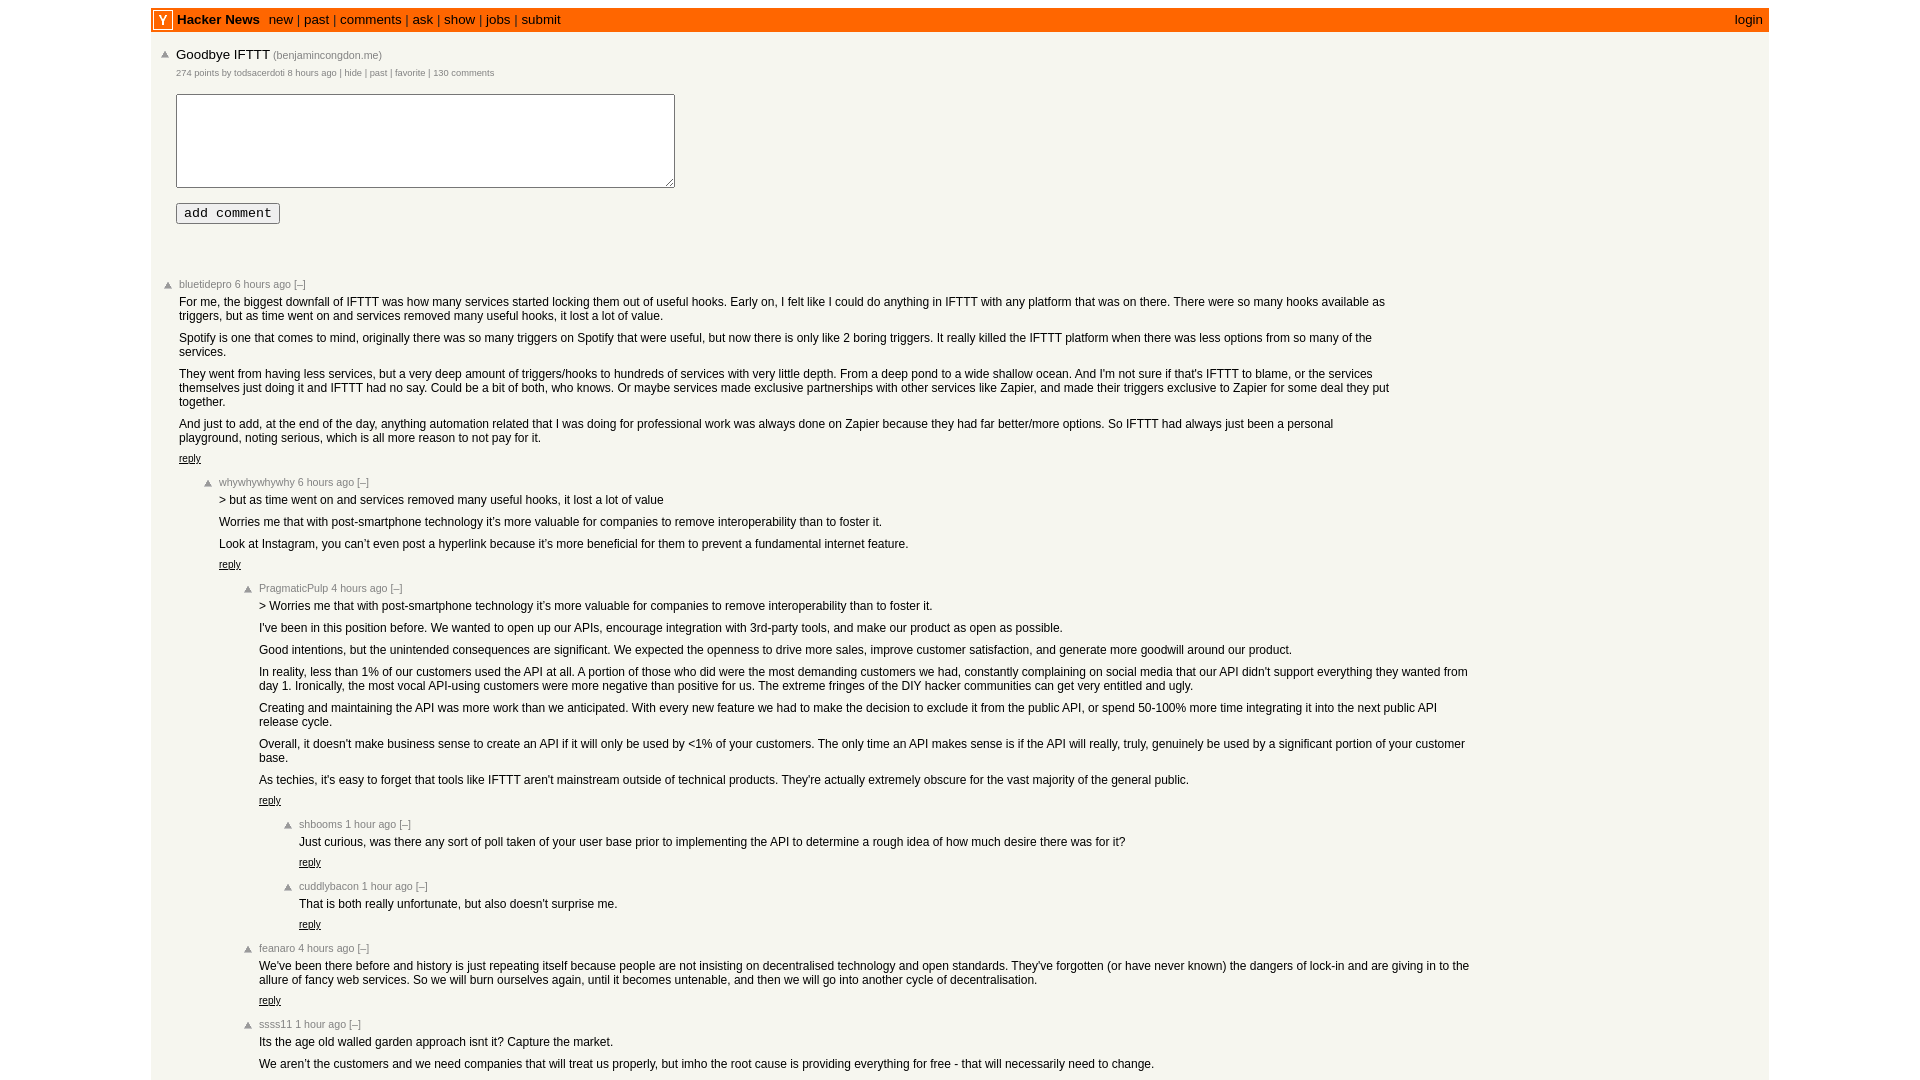 Y Hacker News new | past | comments | ask | show | jobs | submit login
Goodbye IFTTT (benjamincongdon.me)
274 points by todsacerdoti 8 hours ago | hide | past | favorite | 130 comments
add comment
bluetidepro 6 hours ago [–]
For me, the biggest downfall of IFTTT was how many services started locking them out of useful hooks. Early on, I felt like I could do anything in IFTTT with any platform that was on there. There were so many hooks available as
triggers, but as time went on and services removed many useful hooks, it lost a lot of value.
Spotify is one that comes to mind, originally there was so many triggers on Spotify that were useful, but now there is only like 2 boring triggers. It really killed the IFTTT platform when there was less options from so many of the
services.
They went from having less services, but a very deep amount of triggers/hooks to hundreds of services with very little depth. From a deep pond to a wide shallow ocean. And I'm not sure if that's IFTTT to blame, or the services
themselves just doing it and IFTTT had no say. Could be a bit of both, who knows. Or maybe services made exclusive partnerships with other services like Zapier, and made their triggers exclusive to Zapier for some deal they put
together.
And just to add, at the end of the day, anything automation related that I was doing for professional work was always done on Zapier because they had far better/more options. So IFTTT had always just been a personal
playground, noting serious, which is all more reason to not pay for it.
reply
whywhywhywhy 6 hours ago [–]
> but as time went on and services removed many useful hooks, it lost a lot of value
Worries me that with post-smartphone technology it’s more valuable for companies to remove interoperability than to foster it.
Look at Instagram, you can’t even post a hyperlink because it’s more beneficial for them to prevent a fundamental internet feature.
reply
PragmaticPulp 4 hours ago [–]
> Worries me that with post-smartphone technology it’s more valuable for companies to remove interoperability than to foster it.
I've been in this position before. We wanted to open up our APIs, encourage integration with 3rd-party tools, and make our product as open as possible.
Good intentions, but the unintended consequences are significant. We expected the openness to drive more sales, improve customer satisfaction, and generate more goodwill around our product.
In reality, less than 1% of our customers used the API at all. A portion of those who did were the most demanding customers we had, constantly complaining on social media that our API didn't support everything they wanted from
day 1. Ironically, the most vocal API-using customers were more negative than positive for us. The extreme fringes of the DIY hacker communities can get very entitled and ugly.
Creating and maintaining the API was more work than we anticipated. With every new feature we had to make the decision to exclude it from the public API, or spend 50-100% more time integrating it into the next public API
release cycle.
Overall, it doesn't make business sense to create an API if it will only be used by <1% of your customers. The only time an API makes sense is if the API will really, truly, genuinely be used by a significant portion of your customer
base.
As techies, it's easy to forget that tools like IFTTT aren't mainstream outside of technical products. They're actually extremely obscure for the vast majority of the general public.
reply
shbooms 1 hour ago [–]
Just curious, was there any sort of poll taken of your user base prior to implementing the API to determine a rough idea of how much desire there was for it?
reply
cuddlybacon 1 hour ago [–]
That is both really unfortunate, but also doesn't surprise me.
reply
feanaro 4 hours ago [–]
We've been there before and history is just repeating itself because people are not insisting on decentralised technology and open standards. They've forgotten (or have never known) the dangers of lock-in and are giving in to the
allure of fancy web services. So we will burn ourselves again, until it becomes untenable, and then we will go into another cycle of decentralisation.
reply
ssss11 1 hour ago [–]
Its the age old walled garden approach isnt it? Capture the market.
We aren’t the customers and we need companies that will treat us properly, but imho the root cause is providing everything for free - that will necessarily need to change.